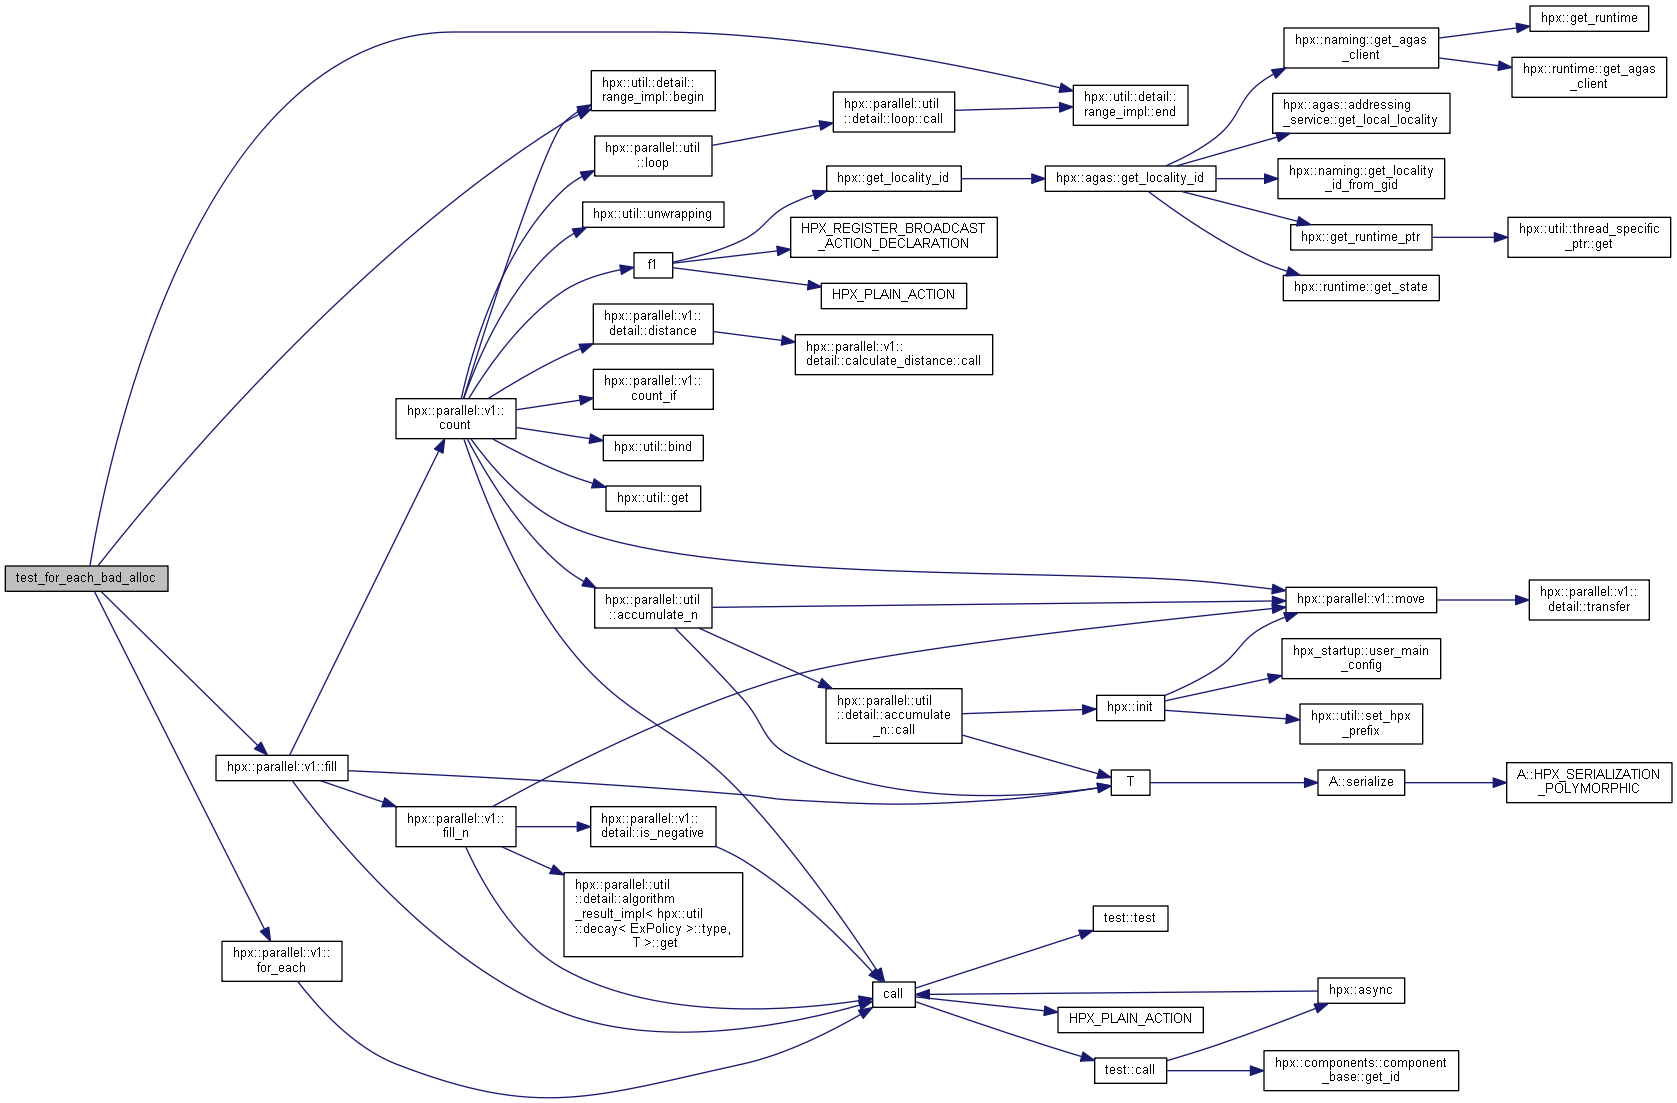 test_for_each_bad_alloc
hpx::util::detail::
range_impl::begin
hpx::parallel::util
::loop
hpx::util::unwrapping
f1
hpx::parallel::v1::
detail::distance
hpx::parallel::v1::
count_if
hpx::util::bind
hpx::util::get
hpx::parallel::v1::
count
hpx::parallel::util
::accumulate_n
hpx::parallel::v1::fill
hpx::parallel::v1::
fill_n
hpx::parallel::v1::
detail::is_negative
hpx::parallel::util
::detail::algorithm
_result_impl< hpx::util
::decay< ExPolicy >::type,
T >::get
hpx::parallel::v1::
for_each
hpx::parallel::util
::detail::loop::call
hpx::util::detail::
range_impl::end
hpx::get_locality_id
HPX_REGISTER_BROADCAST
_ACTION_DECLARATION
HPX_PLAIN_ACTION
hpx::parallel::v1::
detail::calculate_distance::call
hpx::agas::get_locality_id
hpx::naming::get_agas
_client
hpx::get_runtime
hpx::runtime::get_agas
_client
hpx::agas::addressing
_service::get_local_locality
hpx::naming::get_locality
_id_from_gid
hpx::get_runtime_ptr
hpx::util::thread_specific
_ptr::get
hpx::runtime::get_state
hpx::parallel::v1::move
hpx::parallel::v1::
detail::transfer
hpx::parallel::util
::detail::accumulate
_n::call
hpx::init
hpx_startup::user_main
_config
hpx::util::set_hpx
_prefix
T
A::serialize
A::HPX_SERIALIZATION
_POLYMORPHIC
call
test::test
hpx::async
HPX_PLAIN_ACTION
test::call
hpx::components::component
_base::get_id